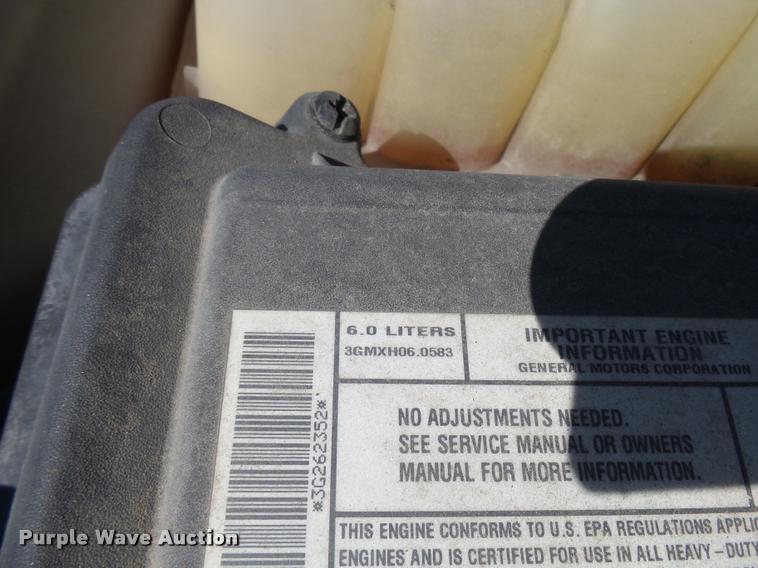 6.0 LITERS
3GMXH06.0583
IMPORTANT ENGINE
INFORMATION
GENERAL MOTORS CORPORATION
NO ADJUSTMENTS NEEDED.
SEE SERVICE MANUAL OR OWNERS
MANUAL FOR MORE INFORMATION.
*3G262352*
THIS ENGINE CONFORMS TO U.S. EPA REGULATIONS APPLIC
ENGINES AND IS CERTIFIED FOR USE IN ALL HEAVY-DUTY
Purple Wave Auction